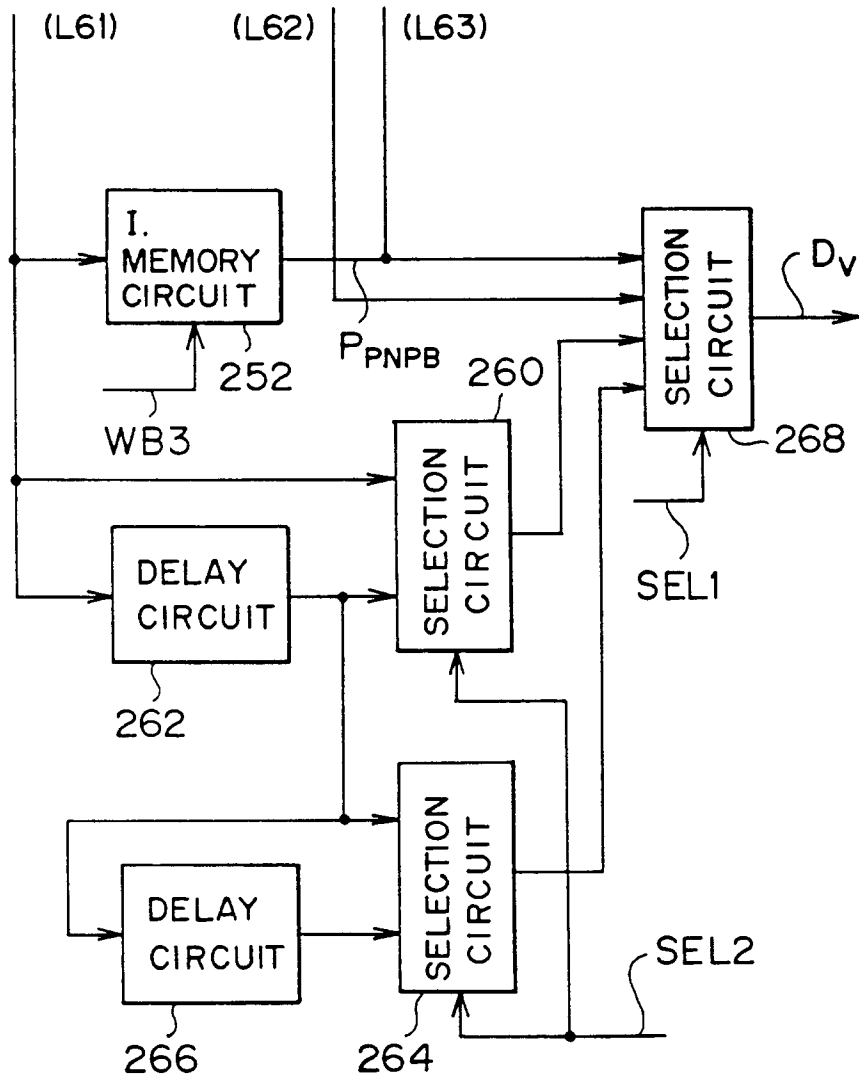 (L61)
(L62)
(L63)
I.
MEMORY
CIRCUIT
252
WB3
PPNPB
SELECTION
CIRCUIT
DV
268
SEL1
260
SELECTION
CIRCUIT
DELAY
CIRCUIT
262
SELECTION
CIRCUIT
264
DELAY
CIRCUIT
266
SEL2